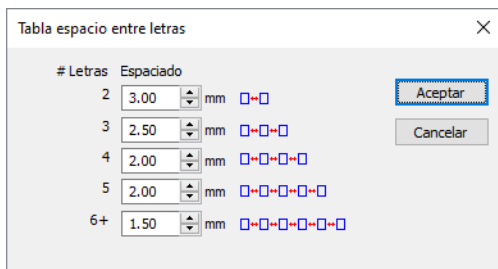 Tabla espacio entre letras
# Letras Espaciado
2 3.00 mm
Aceptar
3 2.50 mm
Cancelar
4 2.00 mm
5 2.00 mm
6+ 1.50 mm